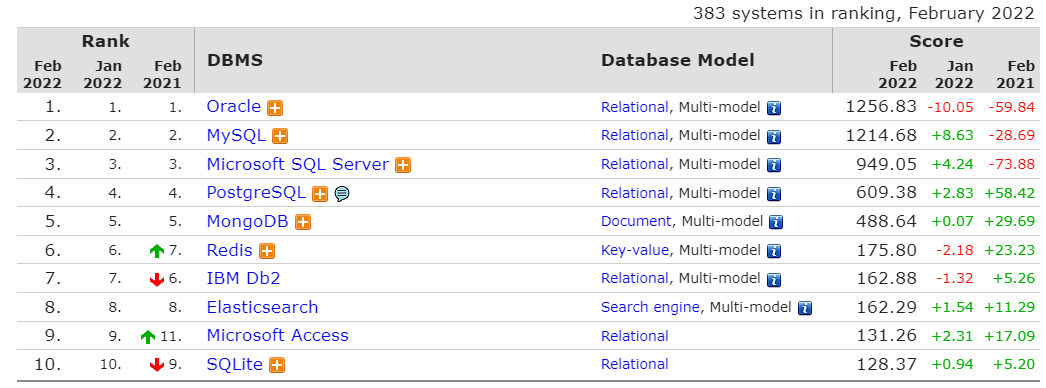 383 systems in ranking, February 2022
Rank DBMS Database Model Score
Feb 2022 Jan 2022 Feb 2021 Feb 2022 Jan 2022 Feb 2021
1. 1. 1. Oracle Relational, Multi-model 1256.83 -10.05 -59.84
2. 2. 2. MySQL Relational, Multi-model 1214.68 +8.63 -28.69
3. 3. 3. Microsoft SQL Server Relational, Multi-model 949.05 +4.24 -73.88
4. 4. 4. PostgreSQL Relational, Multi-model 609.38 +2.83 +58.42
5. 5. 5. MongoDB Document, Multi-model 488.64 +0.07 +29.69
6. 6. 7. Redis Key-value, Multi-model 175.80 -2.18 +23.23
7. 7. 6. IBM Db2 Relational, Multi-model 162.88 -1.32 +5.26
8. 8. 8. Elasticsearch Search engine, Multi-model 162.29 +1.54 +11.29
9. 9. 11. Microsoft Access Relational 131.26 +2.31 +17.09
10. 10. 9. SQLite Relational 128.37 +0.94 +5.20